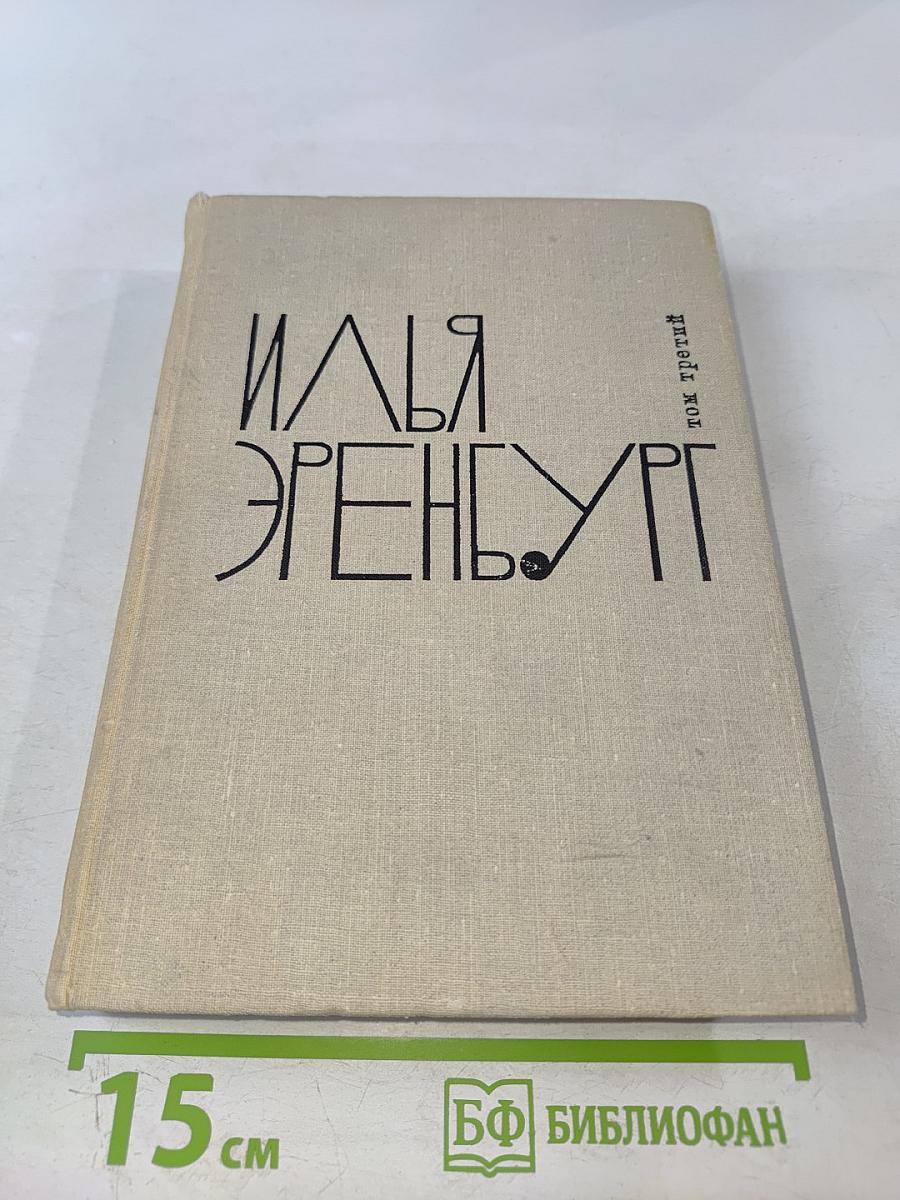 ИЛЬЯ
ЭРЕНБУРГ
том третий
15 см
БФ БИБЛИОФАН